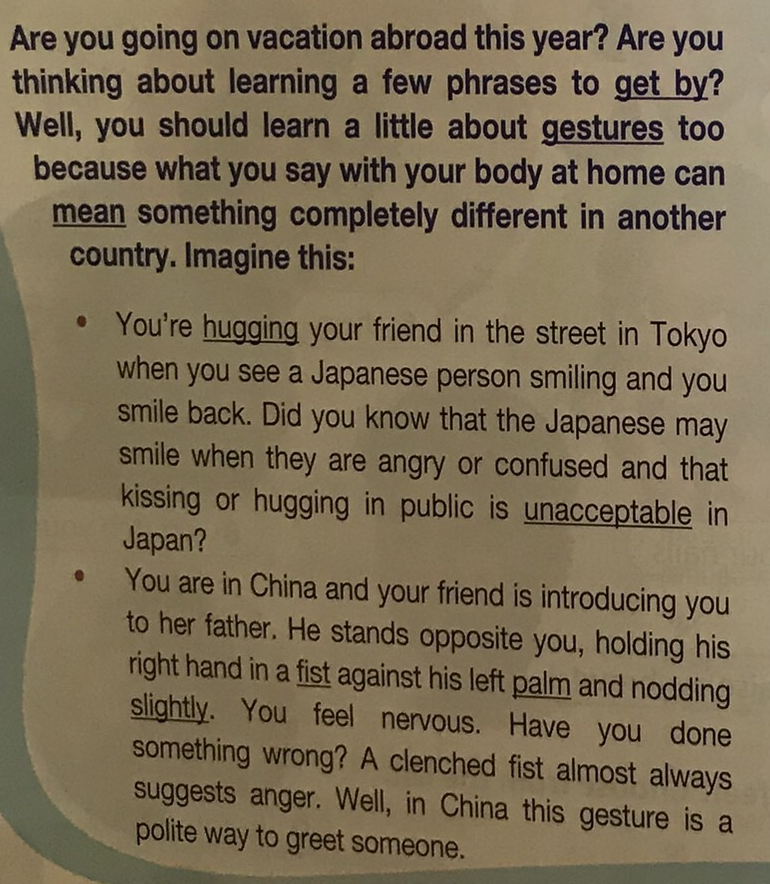 Are you going on vacation abroad this year? Are you
thinking about learning a few phrases to get by?
Well, you should learn a little about gestures too
because what you say with your body at home can
mean something completely different in another
country. Imagine this:
• You're hugging your friend in the street in Tokyo
when you see a Japanese person smiling and you
smile back. Did you know that the Japanese may
smile when they are angry or confused and that
kissing or hugging in public is unacceptable in
Japan?
• You are in China and your friend is introducing you
to her father. He stands opposite you, holding his
right hand in a fist against his left palm and nodding
slightly. You feel nervous. Have you done
something wrong? A clenched fist almost always
suggests anger. Well, in China this gesture is a
polite way to greet someone.